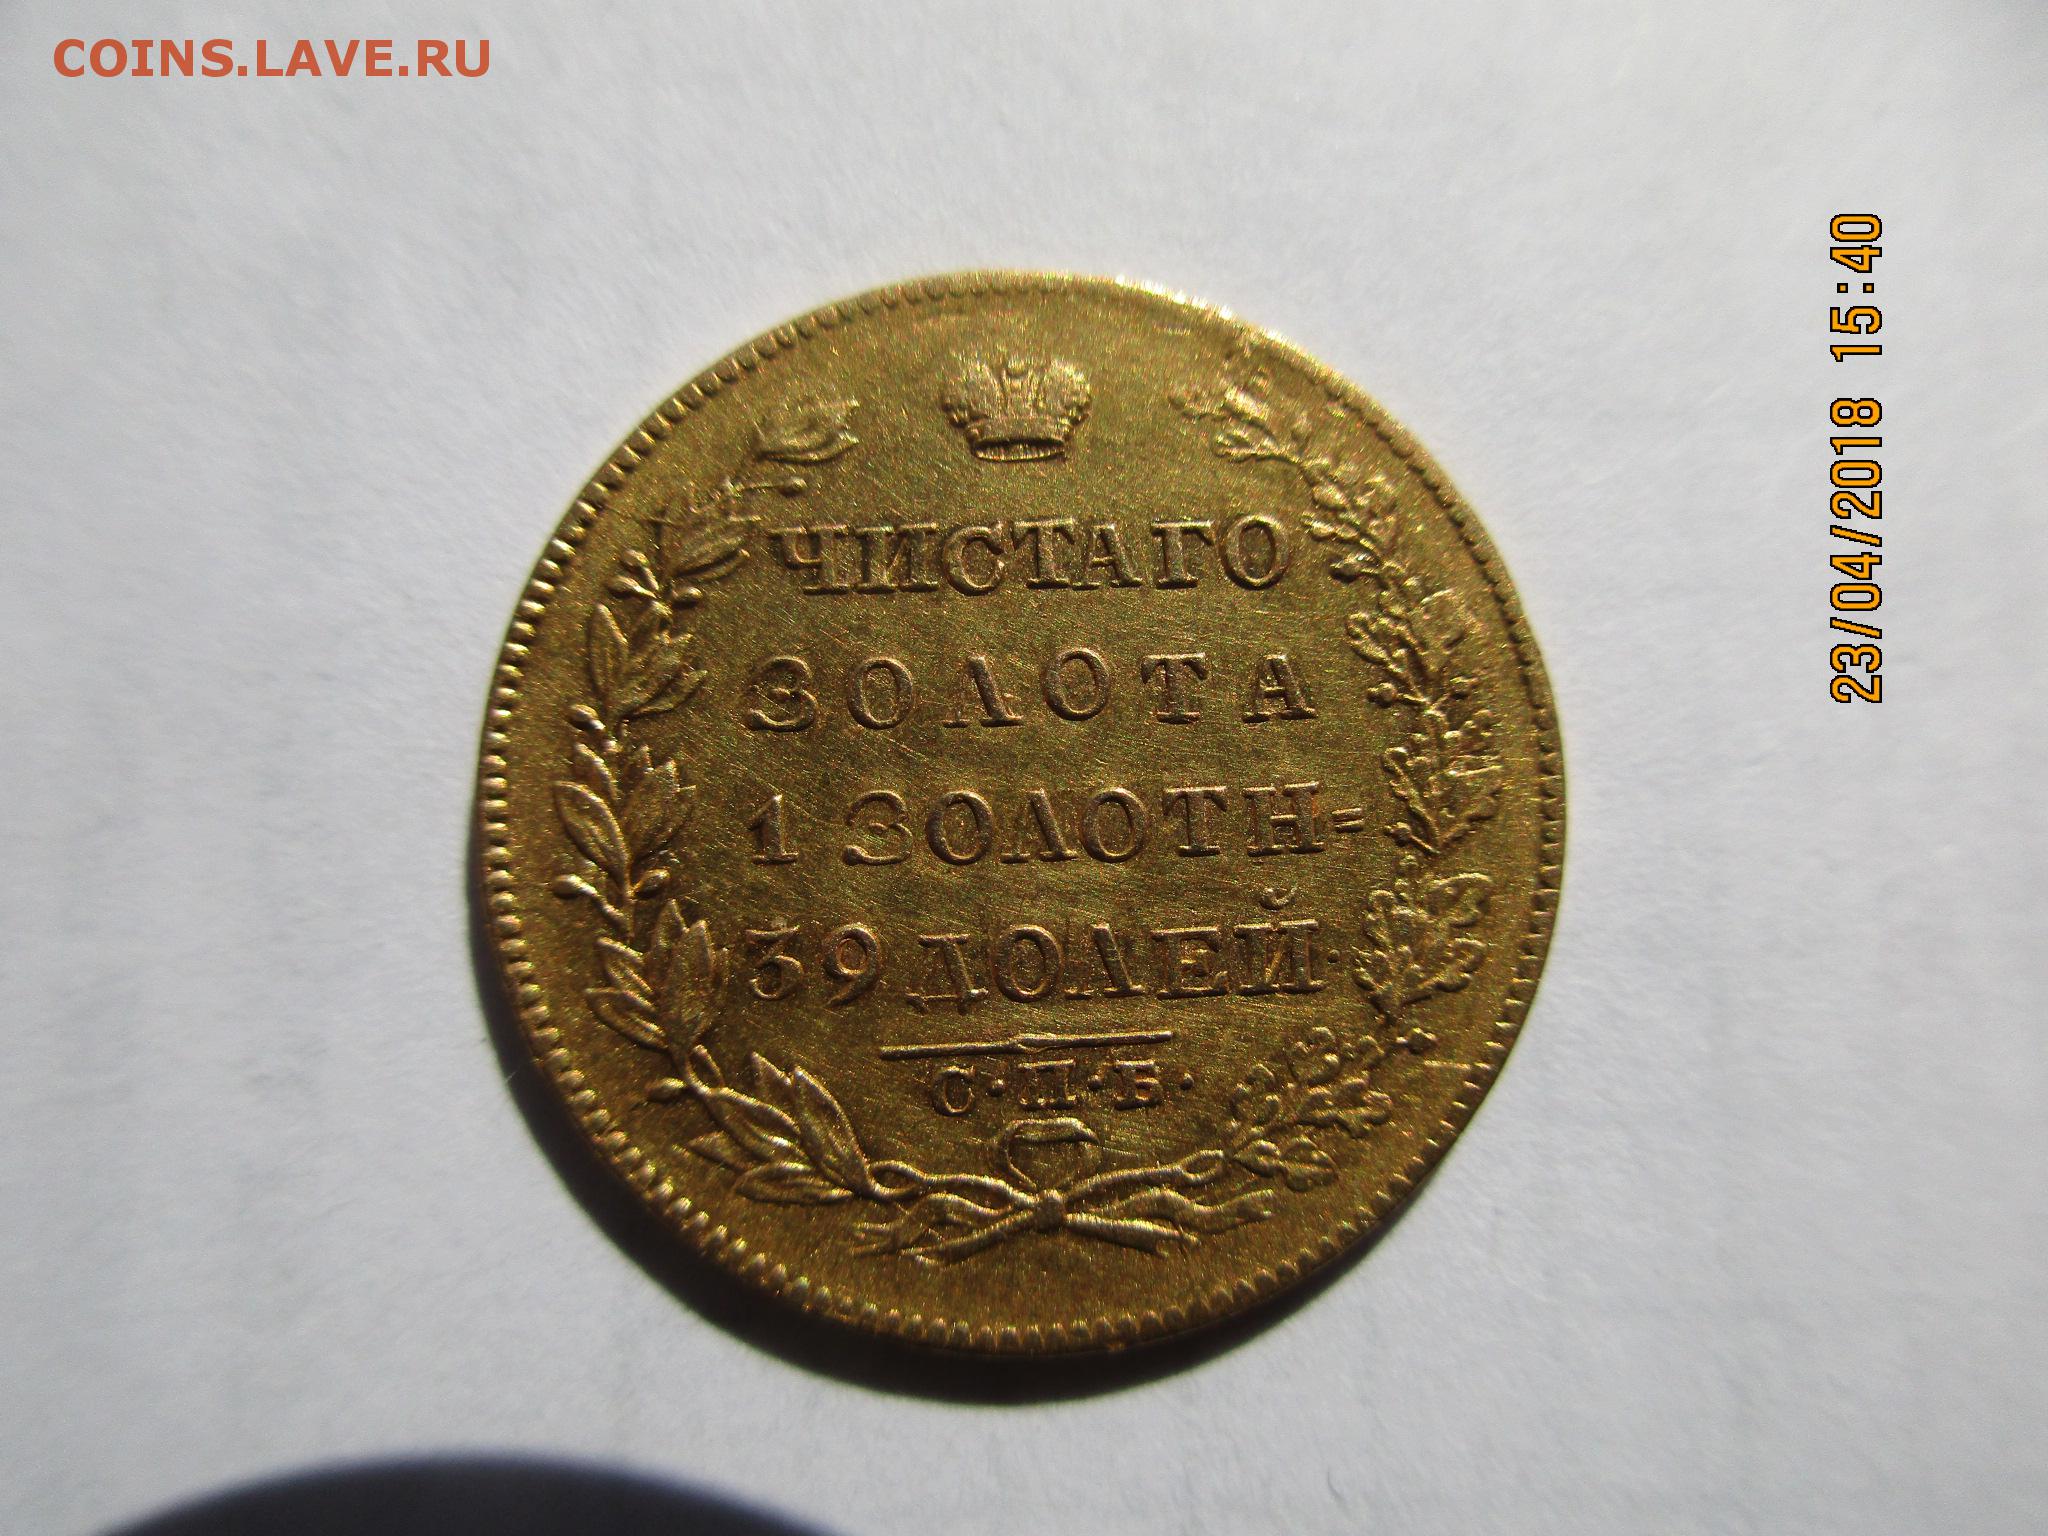 COINS.LAVE.RU
ЧИСТАГО
ЗОЛОТА
1 ЗОЛОТН=
39 ДОЛЕЙ·
С·П·Б·
23/04/2018 15:40